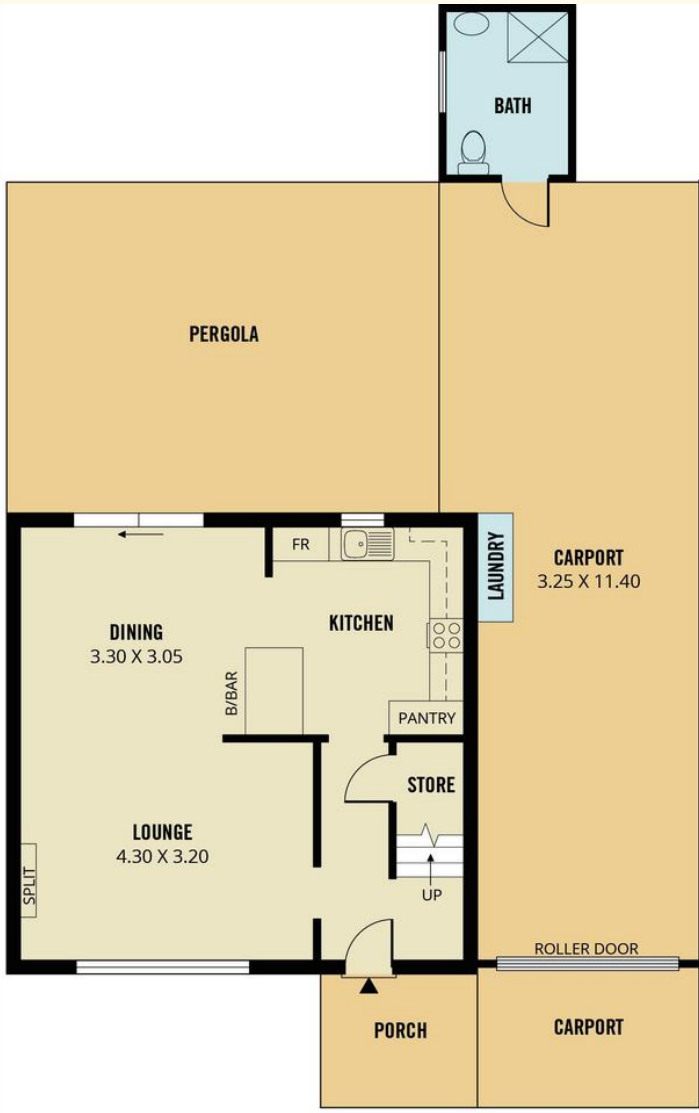 BATH
PERGOLA
FR
LAUNDRY
CARPORT
3.25 X 11.40
KITCHEN
DINING
3.30 X 3.05
B/BAR
PANTRY
STORE
LOUNGE
4.30 X 3.20
SPLIT
UP
ROLLER DOOR
PORCH
CARPORT